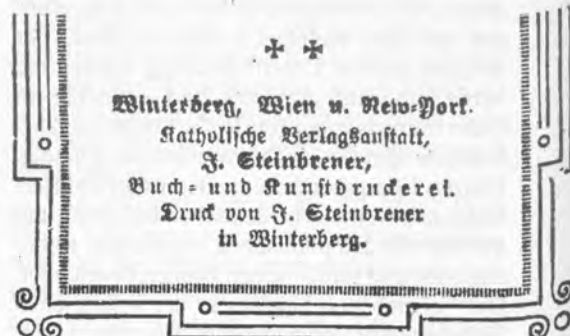 Winterberg, Wien u. New-York.
Katholische Verlagsanstalt,
J. Steinbrener,
Buch- und Kunstdruckerei.
Druck von J. Steinbrener
in Winterberg.